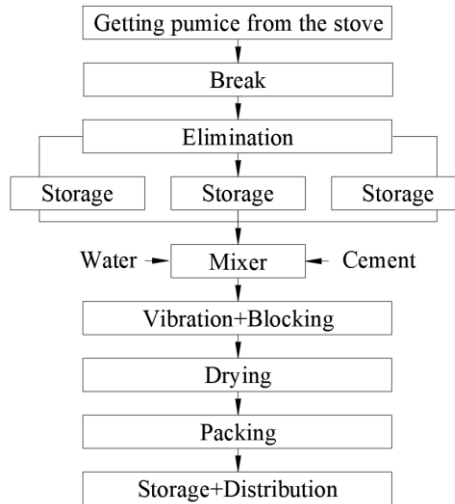 Getting pumice from the stove
Break
Elimination
Storage
Storage
Storage
Water
Mixer
Cement
Vibration+Blocking
Drying
Packing
Storage+Distribution